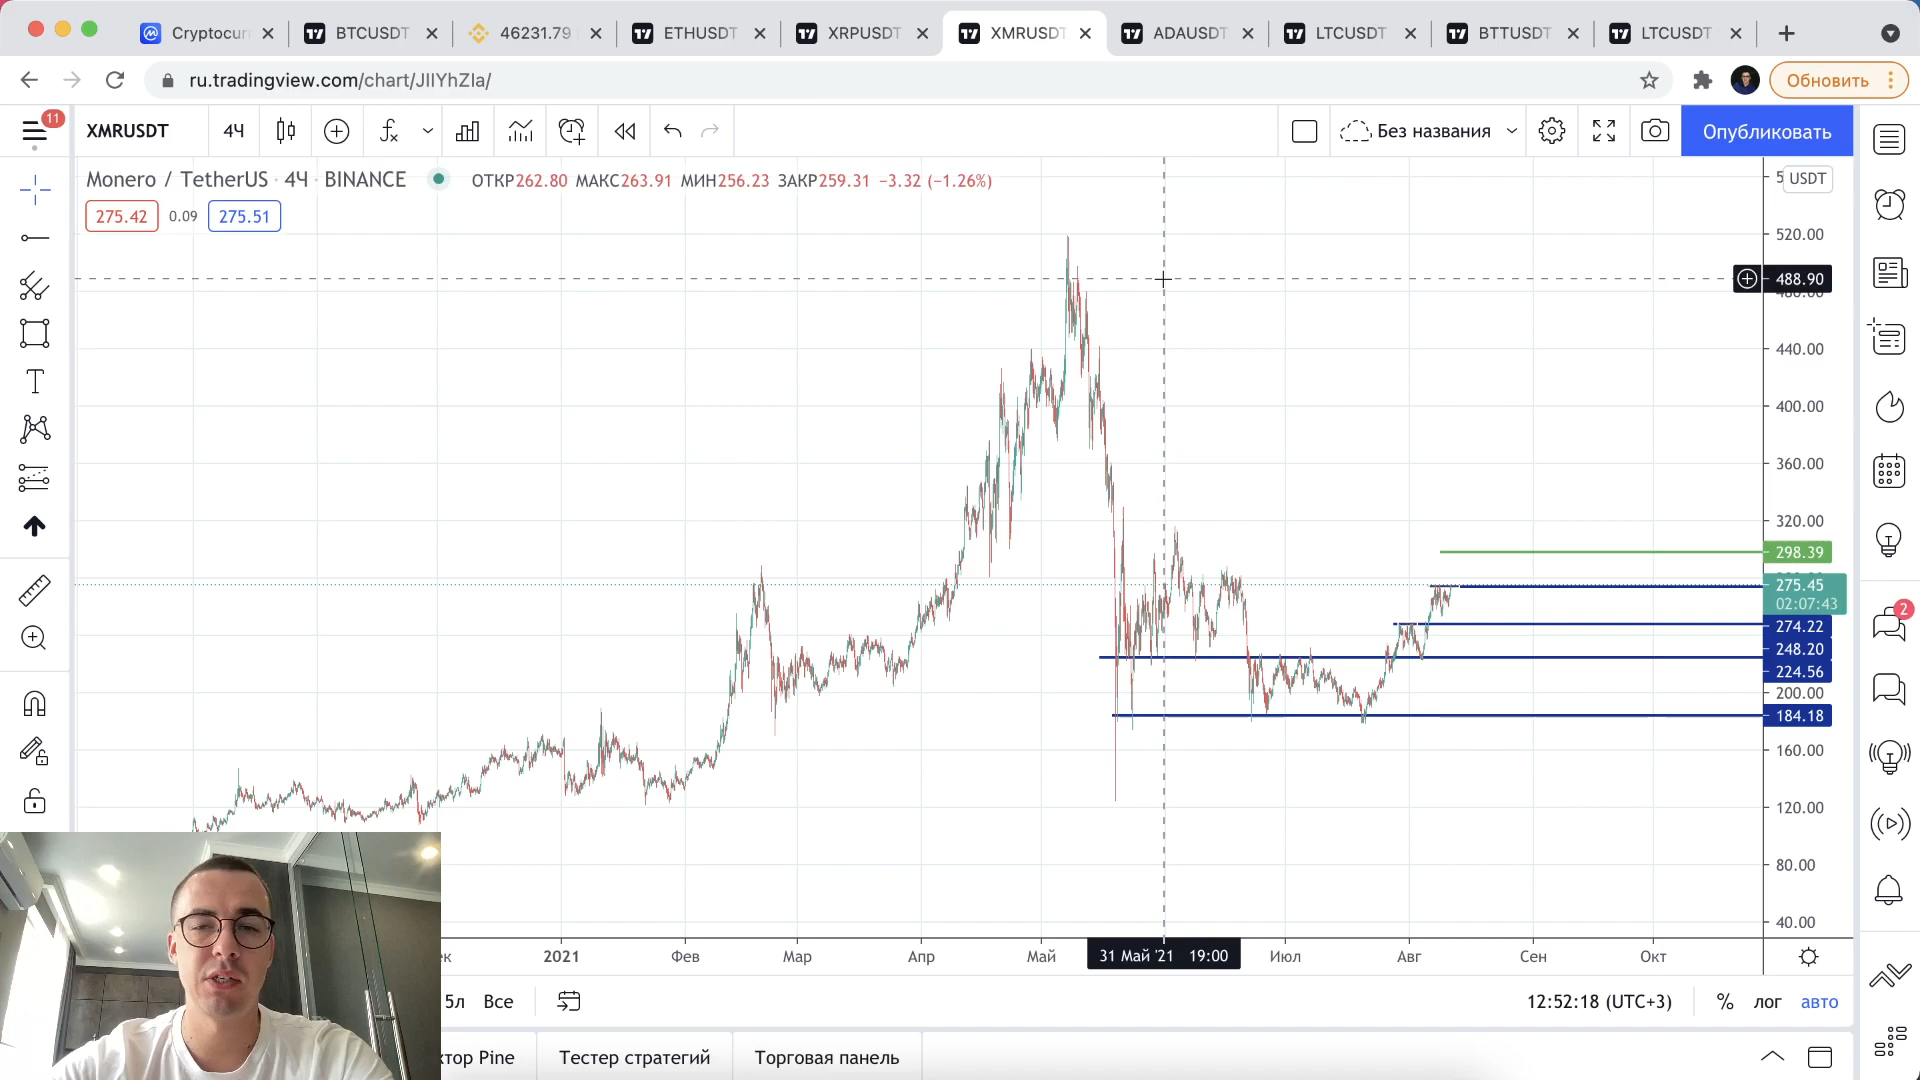 Cryptocur
BTCUSDT
46231.79
ETHUSDT
XRPUSDT
XMRUSDT
ADAUSDT
LTCUSDT
BTTUSDT
LTCUSDT
ru.tradingview.com/chart/JIIYhZIa/
Обновить
11
XMRUSDT
4Ч
Без названия
Опубликовать
Monero / TetherUS · 4Ч · BINANCE
ОТКР262.80 МАКС263.91 МИН256.23 ЗАКР259.31 −3.32 (−1.26%)
USDT
275.42 0.09 275.51
520.00
488.90
440.00
400.00
360.00
320.00
298.39
275.45
02:07:43
274.22
248.20
224.56
200.00
184.18
160.00
120.00
80.00
40.00
2
2021 Фев Мар Апр Май 31 Май '21 19:00 Июл Авг Сен Окт
5л Все
12:52:18 (UTC+3) % лог авто
Pine Тестер стратегий Торговая панель